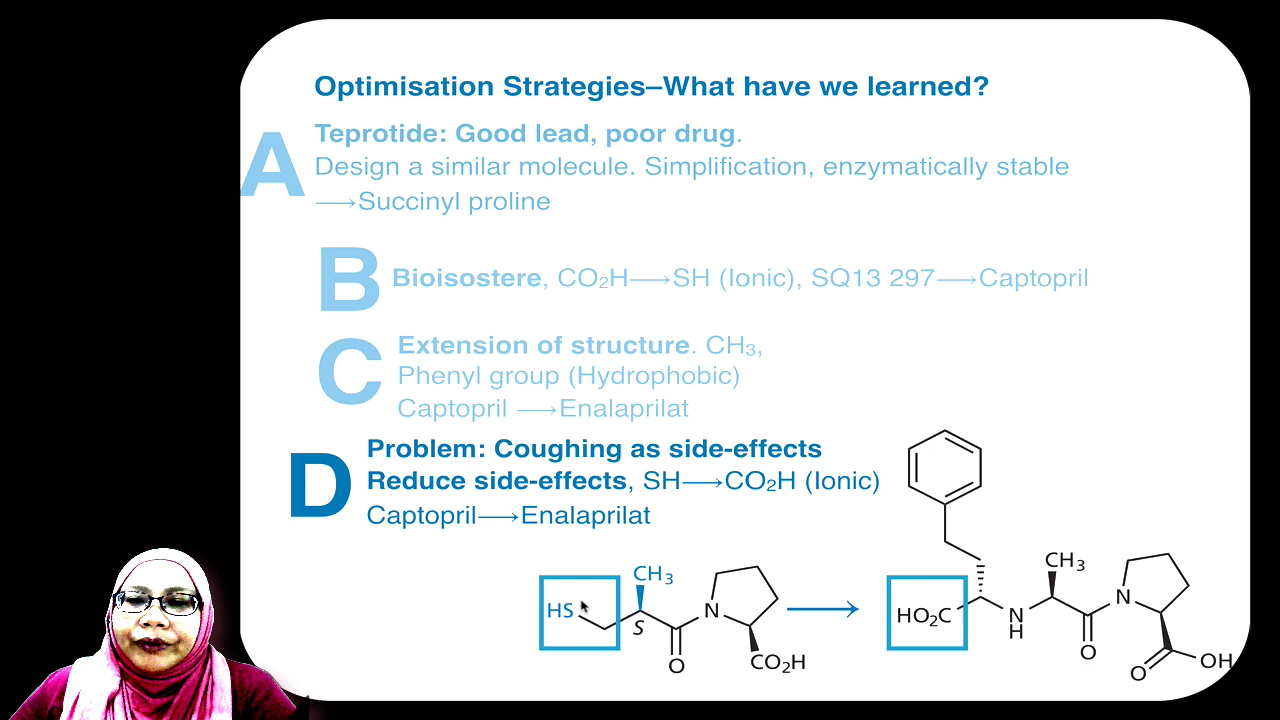 Optimisation Strategies–What have we learned?
A
Teprotide: Good lead, poor drug.
Design a similar molecule. Simplification, enzymatically stable
⟶Succinyl proline
B
Bioisostere, CO₂H⟶SH (Ionic), SQ13 297⟶Captopril
C
Extension of structure. CH₃,
Phenyl group (Hydrophobic)
Captopril ⟶Enalaprilat
D
Problem: Coughing as side-effects
Reduce side-effects, SH⟶CO₂H (Ionic)
Captopril⟶Enalaprilat
HS
CH₃
S
O
N
CO₂H
HO₂C
N
H
CH₃
O
N
O
OH